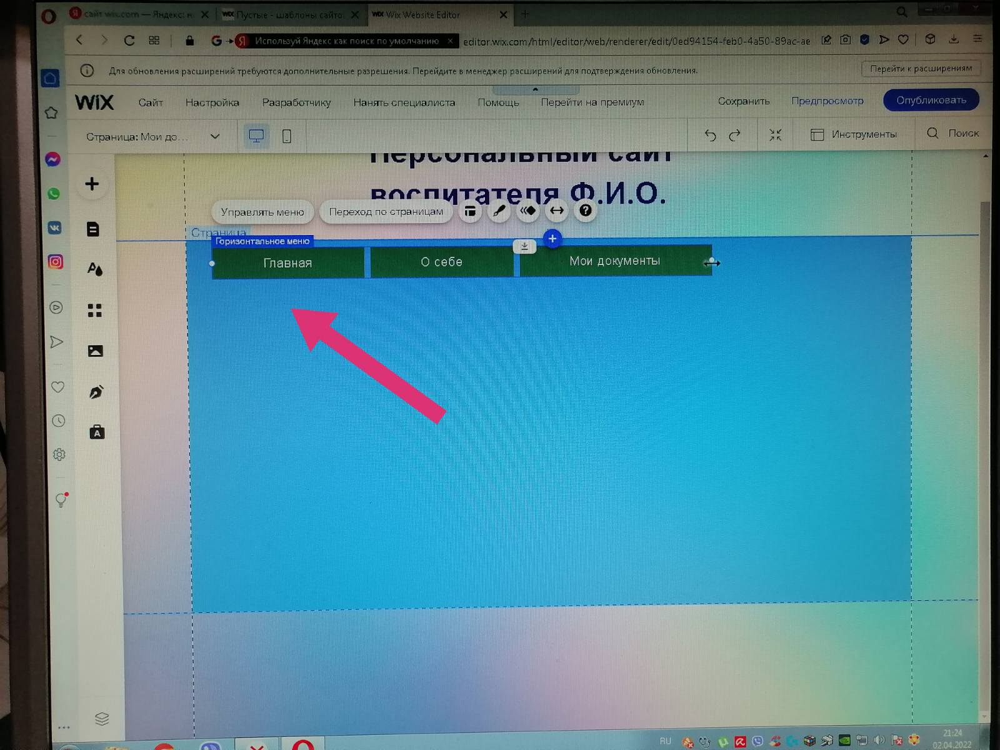 сайт wix.com — Яндекс: н
WiX Пустые - шаблоны сайто
WiX Wix Website Editor
G Я Используй Яндекс как поиск по умолчанию
editor.wix.com/html/editor/web/renderer/edit/0ed94154-feb0-4a50-89ac-ae
Для обновления расширений требуются дополнительные разрешения. Перейдите в менеджер расширений для подтверждения обновления.
Перейти к расширениям
WiX Сайт Настройка Разработчику Нанять специалиста Помощь Перейти на премиум Сохранить Предпросмотр Опубликовать
Страница: Мои до...
Инструменты
Поиск
Персональный сайт
воспитателя Ф.И.О.
Управлять меню
Переход по страницам
Страница
Горизонтальное меню
Главная
О себе
Мои документы
RU
21:24
02.04.2022